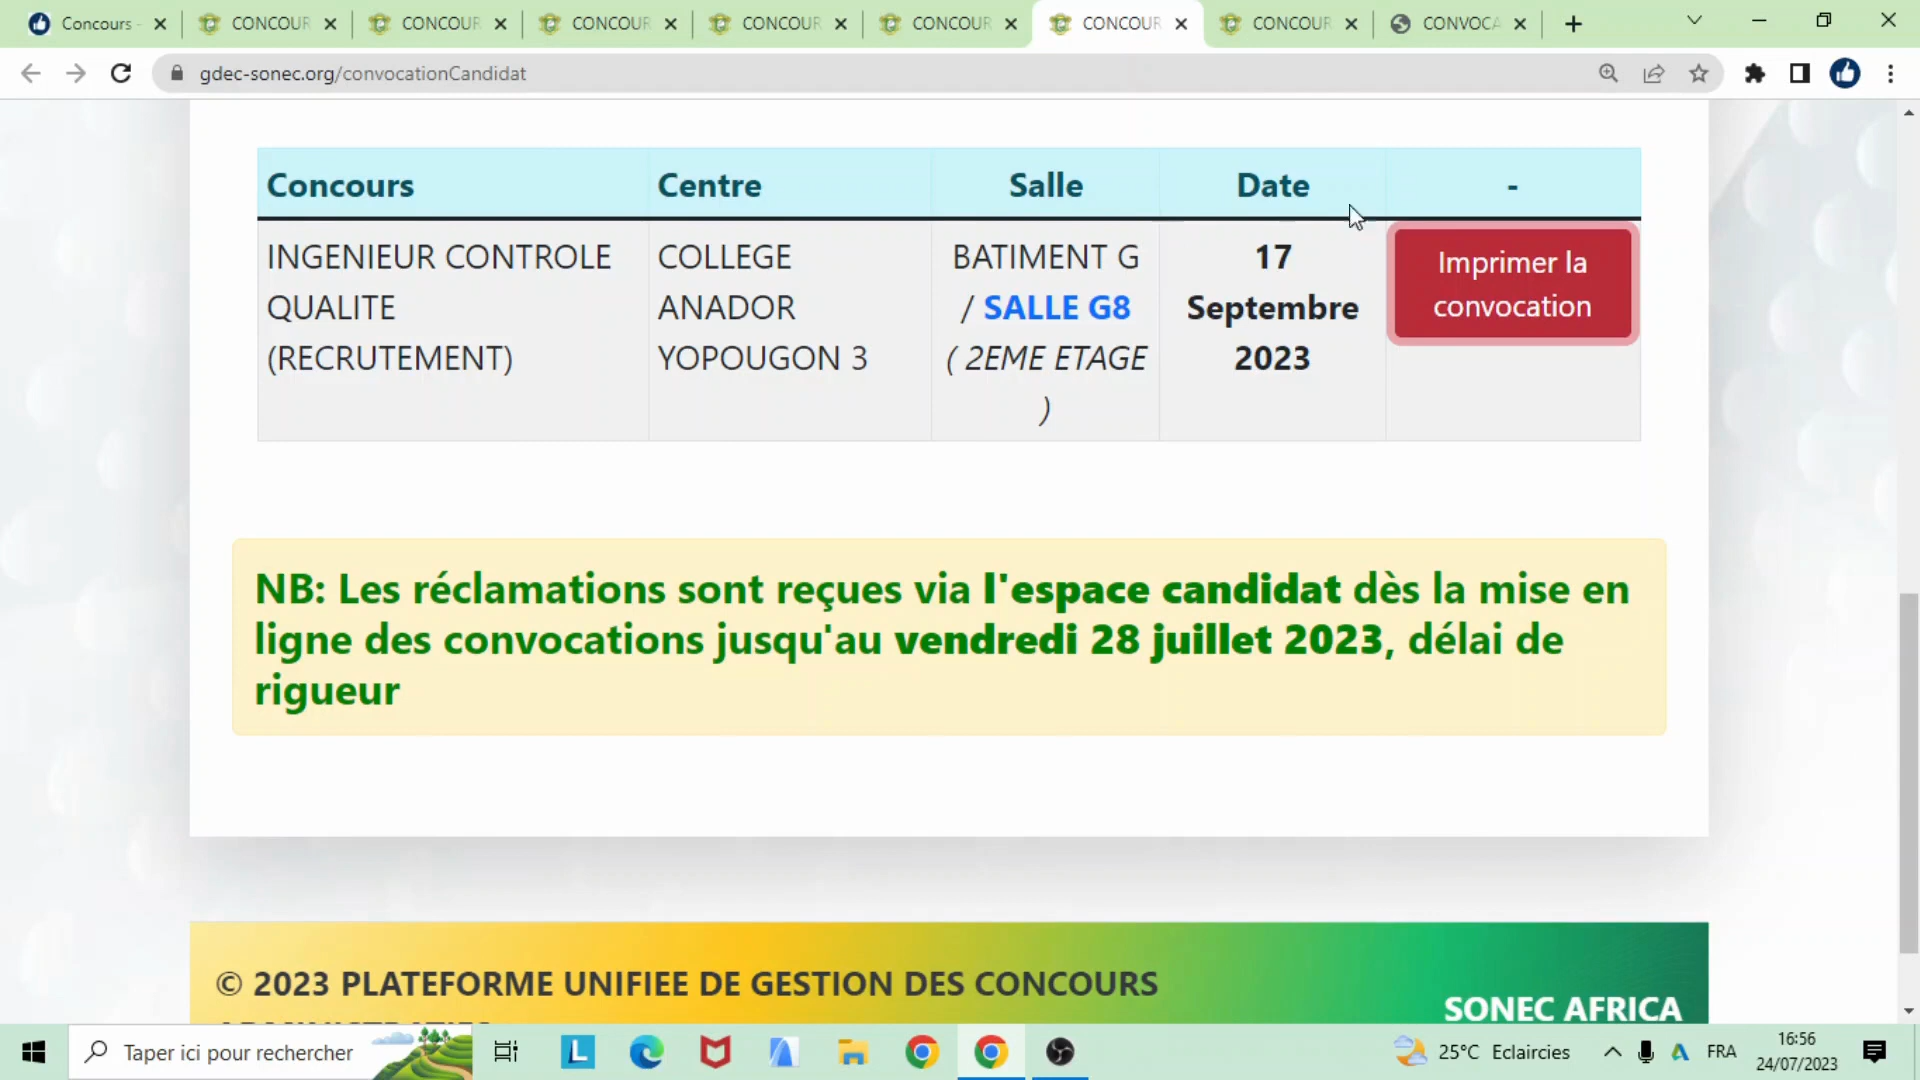 Concours -
CONCOUR
CONCOUR
CONCOUR
CONCOUR
CONCOUR
CONCOUR
CONCOUR
CONVOCA
gdec-sonec.org/convocationCandidat
Concours Centre Salle Date -
INGENIEUR CONTROLE
QUALITE
(RECRUTEMENT)
COLLEGE
ANADOR
YOPOUGON 3
BATIMENT G
/ SALLE G8
( 2EME ETAGE
)
17
Septembre
2023
Imprimer la
convocation
NB: Les réclamations sont reçues via l'espace candidat dès la mise en
ligne des convocations jusqu'au vendredi 28 juillet 2023, délai de
rigueur
© 2023 PLATEFORME UNIFIEE DE GESTION DES CONCOURS
SONEC AFRICA
Taper ici pour rechercher
25°C Eclaircies
FRA
16:56
24/07/2023